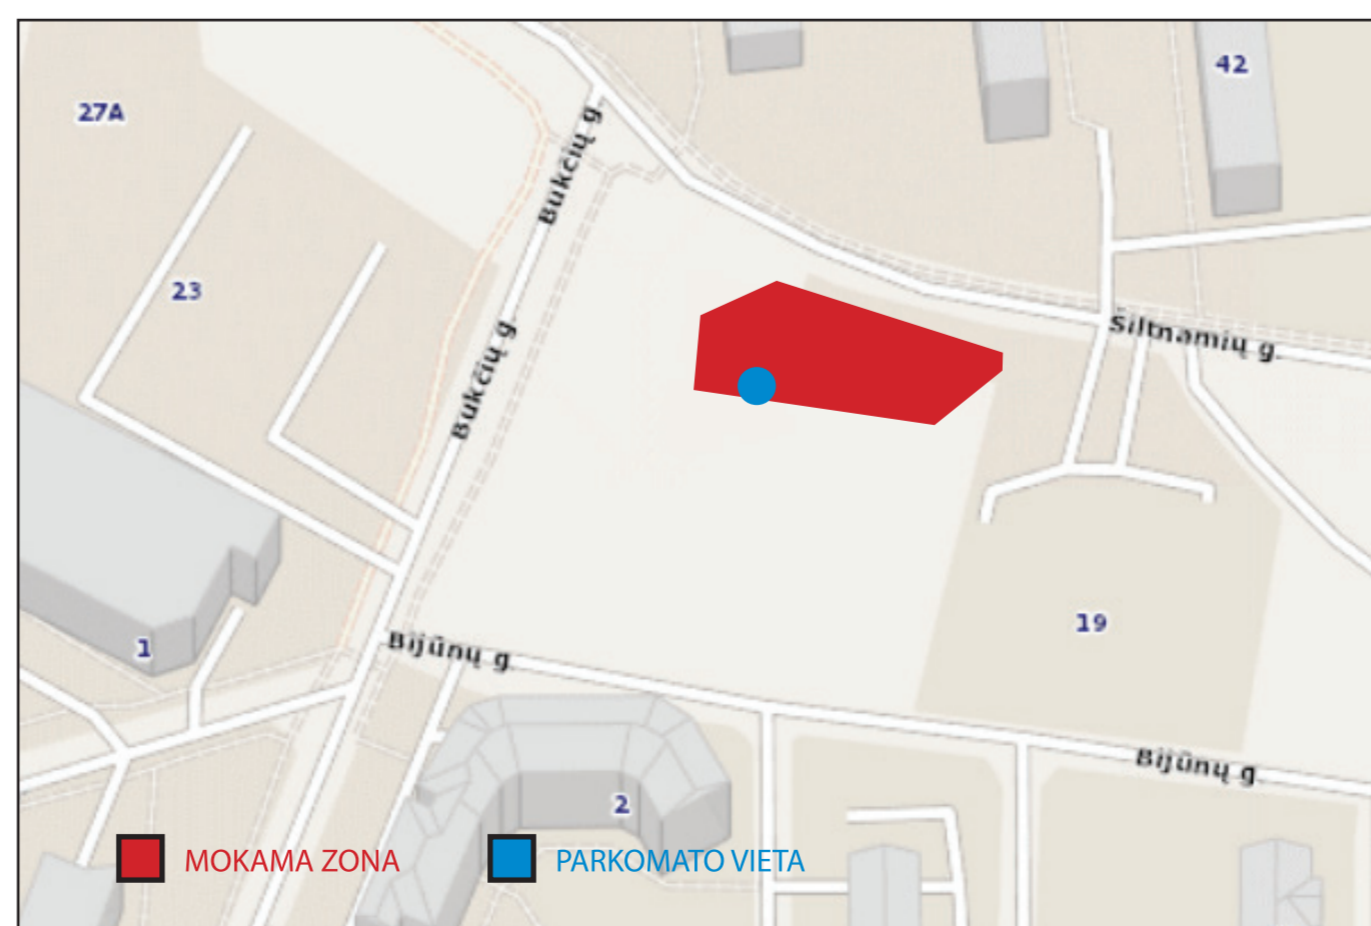 42
27A
Bukčių g.
23
Bukčių g.
Šiltnamių g.
19
1
Bijūnų g.
Bijūnų g.
2
MOKAMA ZONA
PARKOMATO VIETA